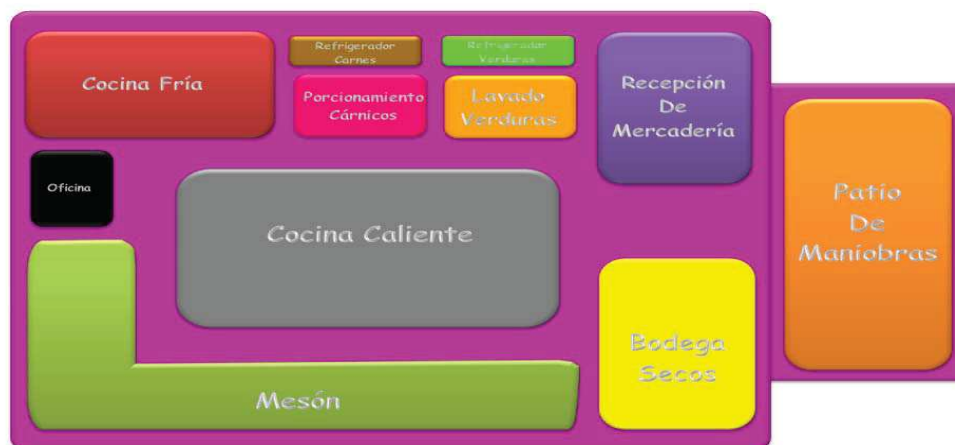 Cocina Fría
Refrigerador
Carnes
Refrigerador
Verduras
Porcionamiento
Cárnicos
Lavado
Verduras
Recepción
De
Mercadería
Oficina
Cocina Caliente
Patio
De
Maniobras
Bodega
Secos
Mesón